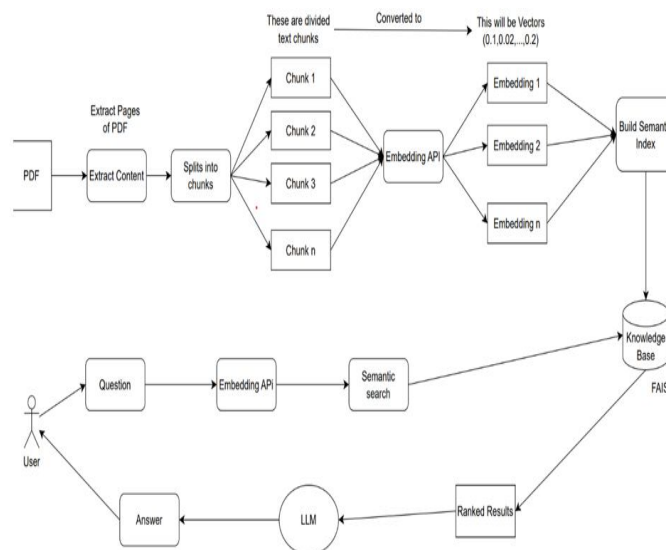 These are divided
text chunks
Converted to
This will be Vectors
(0.1,0.02,...,0.2)
Extract Pages
of PDF
PDF
Extract Content
Splits into
chunks
Chunk 1
Chunk 2
Chunk 3
Chunk n
Embedding API
Embedding 1
Embedding 2
Embedding n
Build Semant
Index
Knowledge
Base
FAIS
User
Question
Embedding APi
Semantic
search
Ranked Results
LLM
Answer